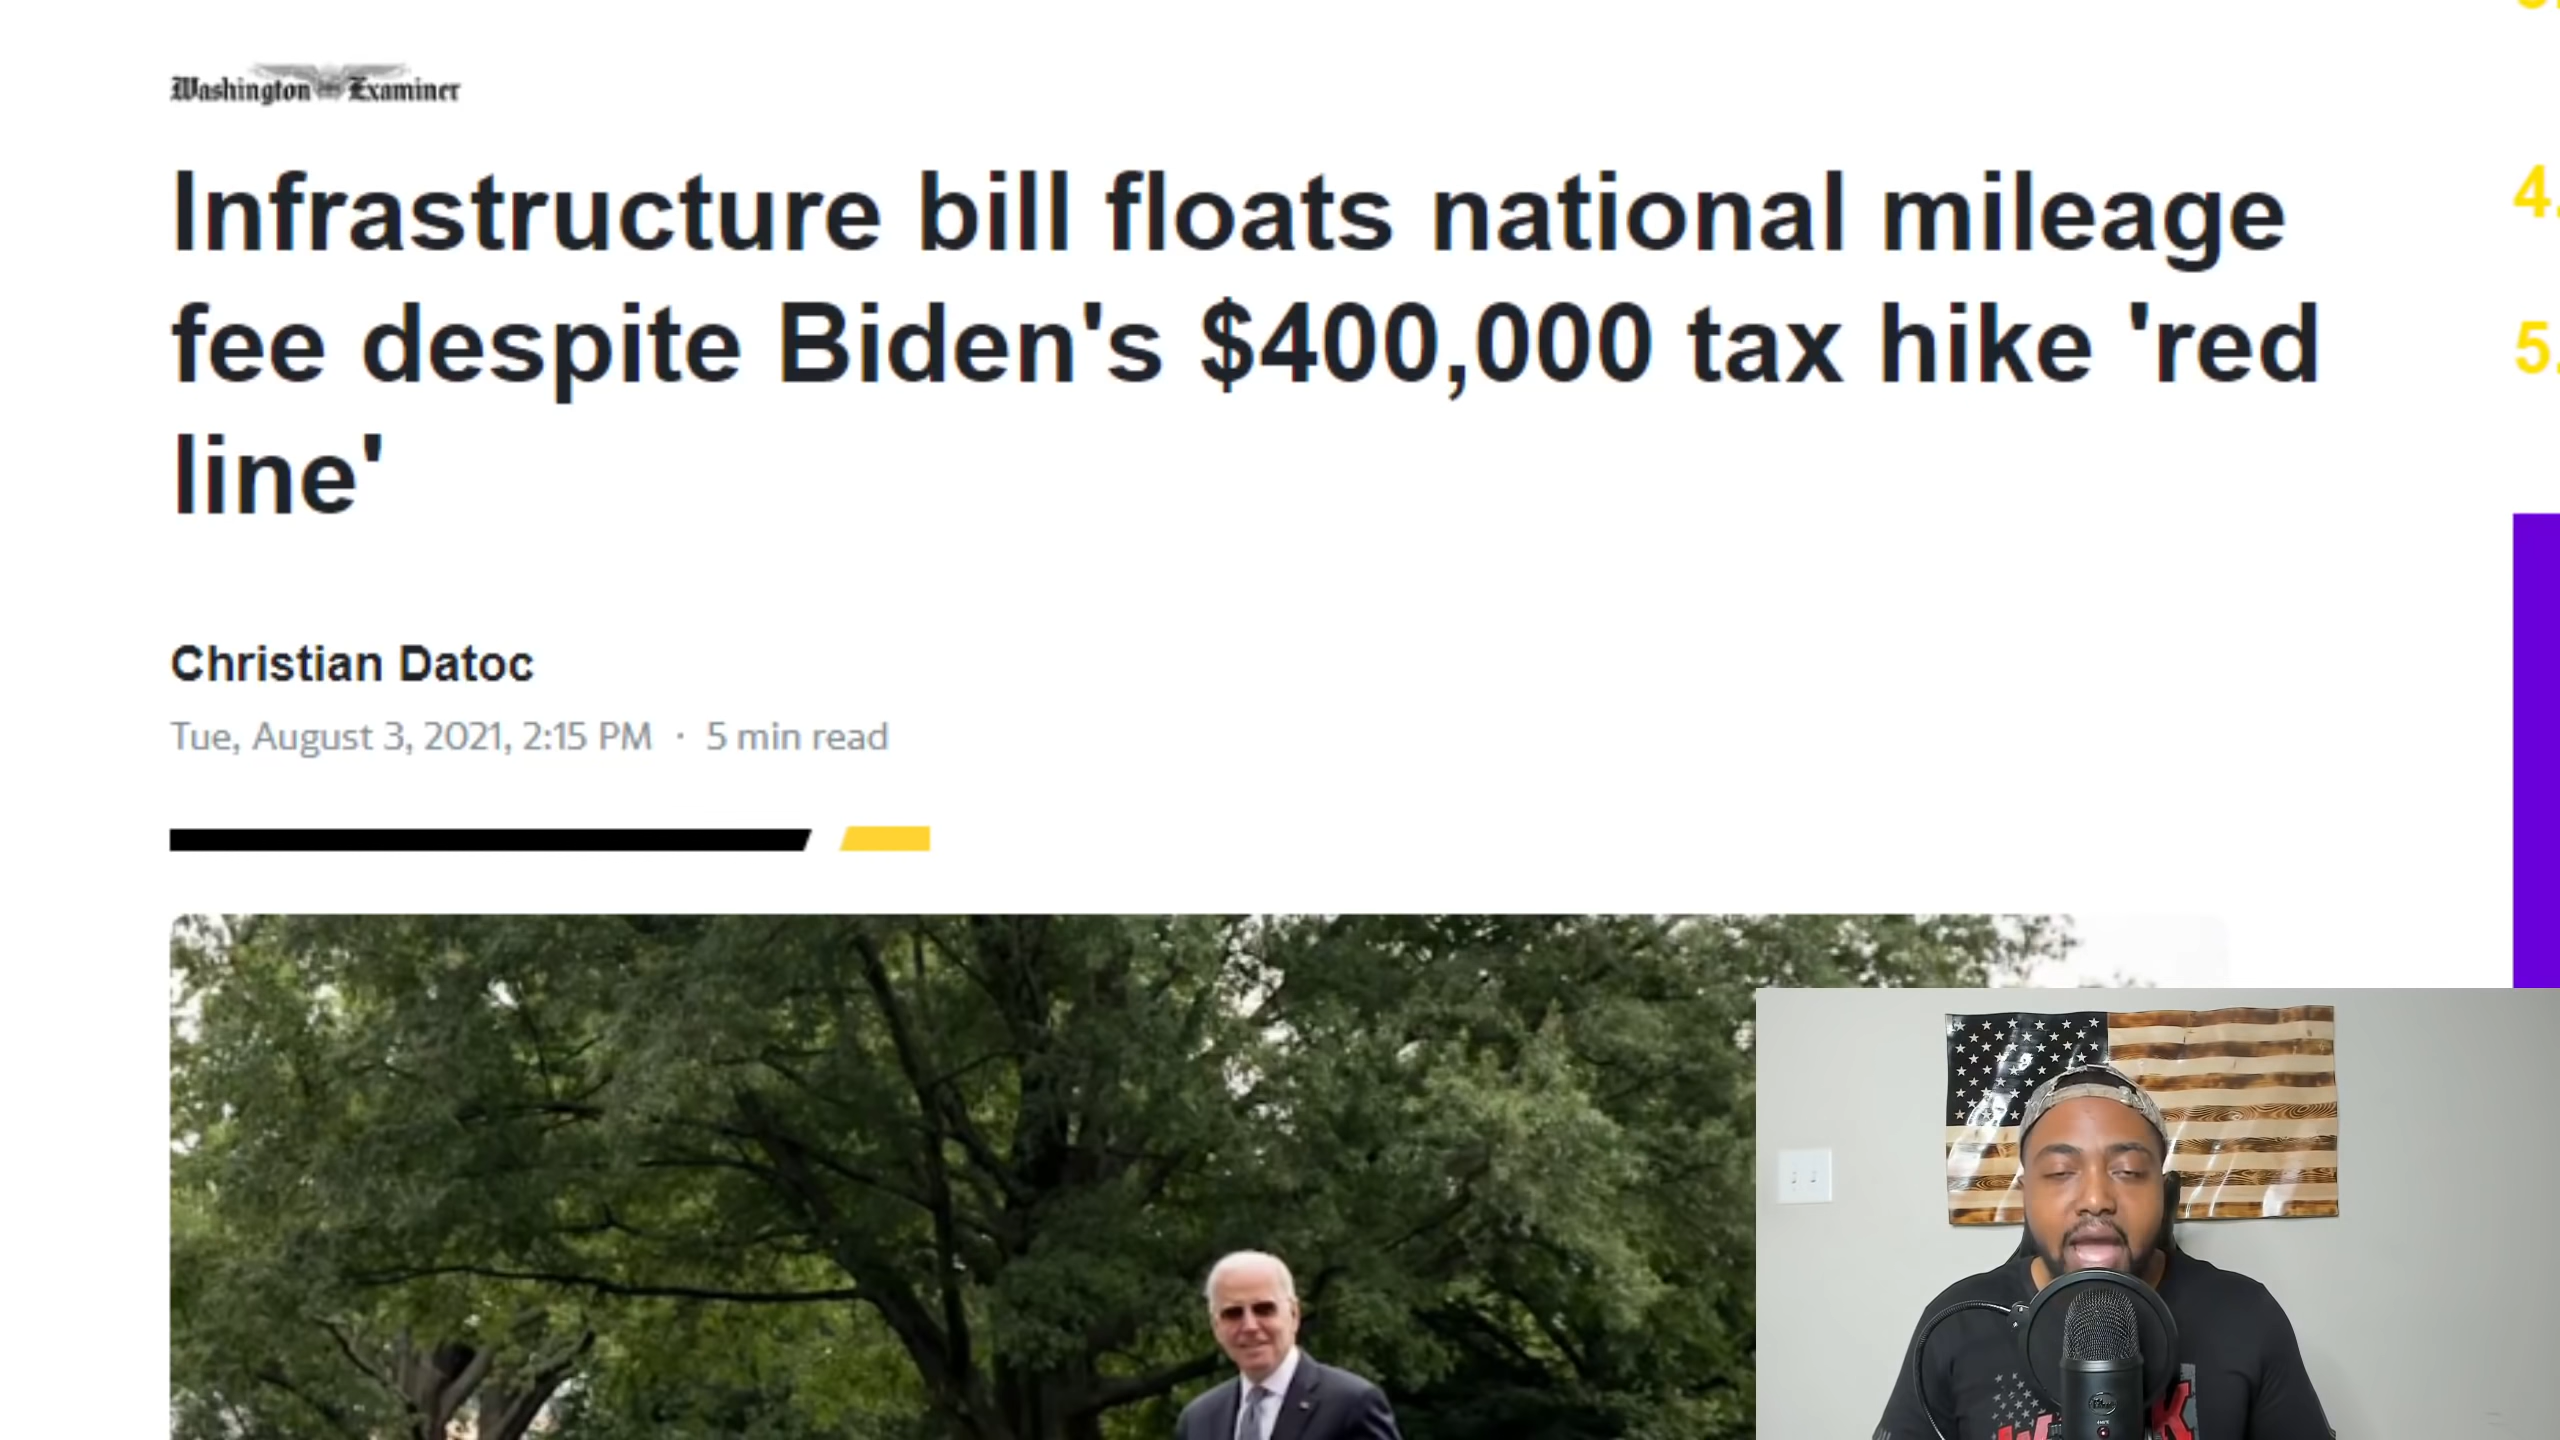 Washington Examiner
Infrastructure bill floats national mileage
fee despite Biden's $400,000 tax hike 'red
line'
Christian Datoc
Tue, August 3, 2021, 2:15 PM · 5 min read
4.
5.